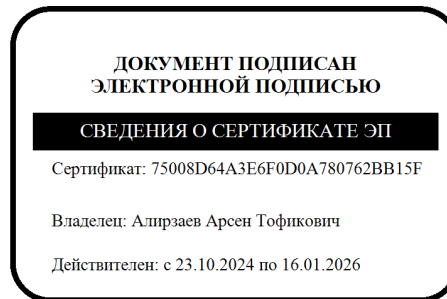 ДОКУМЕНТ ПОДПИСАН
ЭЛЕКТРОННОЙ ПОДПИСЬЮ
СВЕДЕНИЯ О СЕРТИФИКАТЕ ЭП
Сертификат: 75008D64A3E6F0D0A780762BB15F
Владелец: Алирзаев Арсен Тофикович
Действителен: с 23.10.2024 по 16.01.2026